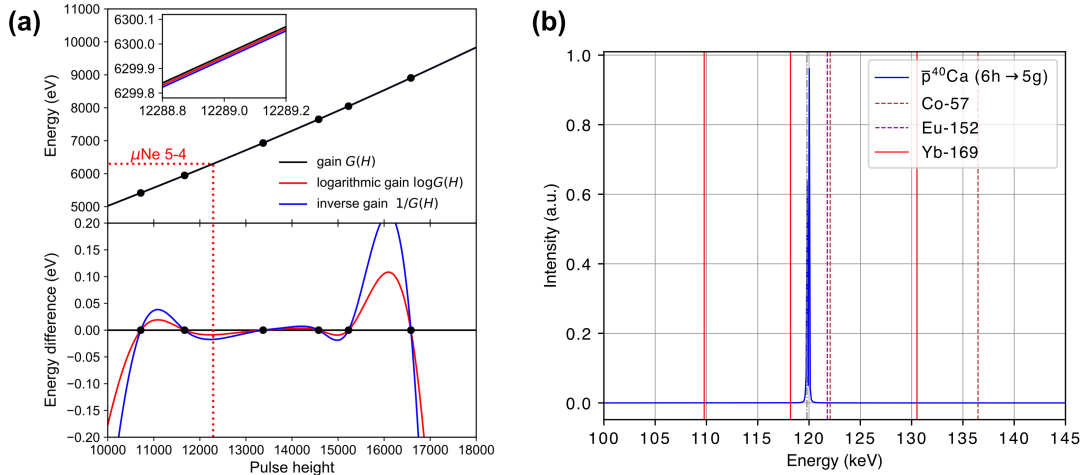 (a)
11000
10000
9000
8000
7000
6000
5000
Energy (eV)
6300.1
6300.0
6299.9
6299.8
12288.8 12289.0 12289.2
μNe 5-4
gain G(H)
logarithmic gain logG(H)
inverse gain 1/G(H)
0.20
0.15
0.10
0.05
0.00
−0.05
−0.10
−0.15
−0.20
Energy difference (eV)
10000 11000 12000 13000 14000 15000 16000 17000 18000
Pulse height
(b)
1.0
0.8
0.6
0.4
0.2
0.0
Intensity (a.u.)
p̅⁴⁰Ca (6h → 5g)
Co-57
Eu-152
Yb-169
100 105 110 115 120 125 130 135 140 145
Energy (keV)